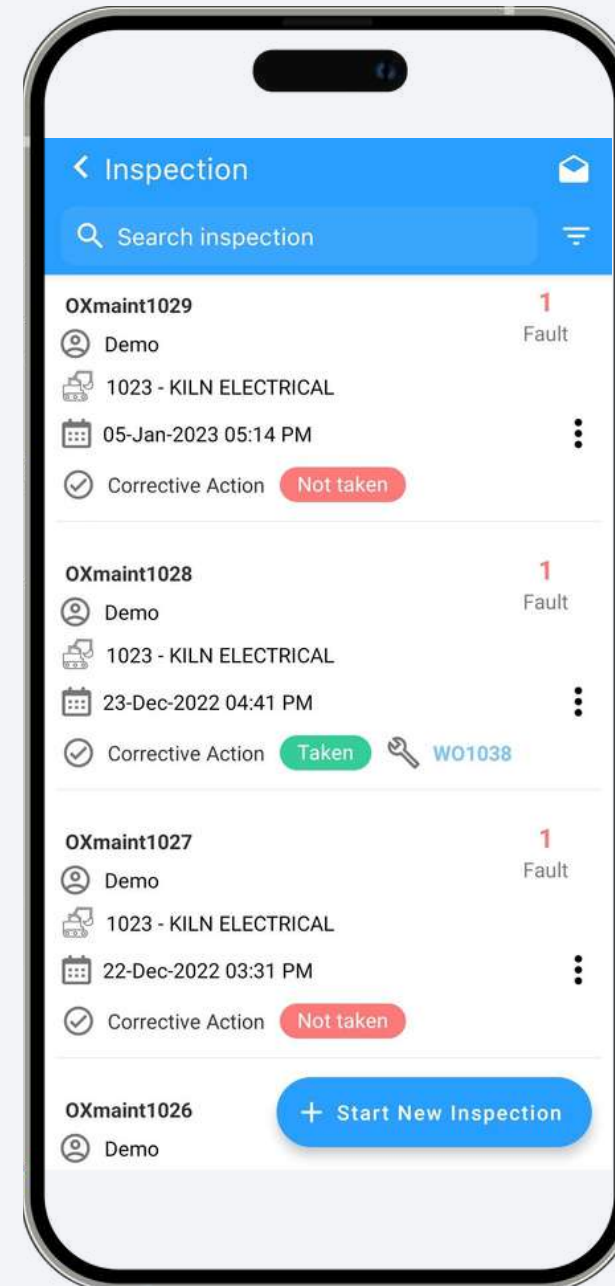 Inspection
Search inspection
OXmaint1029
1
Fault
Demo
1023 - KILN ELECTRICAL
05-Jan-2023 05:14 PM
Corrective Action Not taken
OXmaint1028
1
Fault
Demo
1023 - KILN ELECTRICAL
23-Dec-2022 04:41 PM
Corrective Action Taken WO1038
OXmaint1027
1
Fault
Demo
1023 - KILN ELECTRICAL
22-Dec-2022 03:31 PM
Corrective Action Not taken
OXmaint1026
+ Start New Inspection
Demo